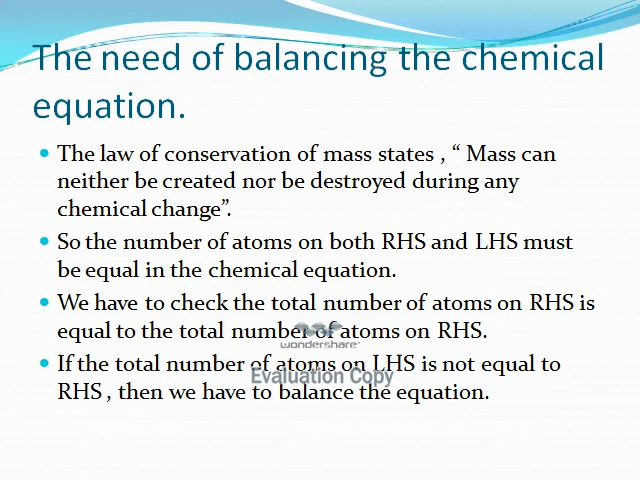 The need of balancing the chemical
equation.
• The law of conservation of mass states , “ Mass can
neither be created nor be destroyed during any
chemical change”.
• So the number of atoms on both RHS and LHS must
be equal in the chemical equation.
• We have to check the total number of atoms on RHS is
equal to the total number of atoms on RHS.
wondershare
• If the total number of atoms on LHS is not equal to
Evaluation Copy
RHS , then we have to balance the equation.